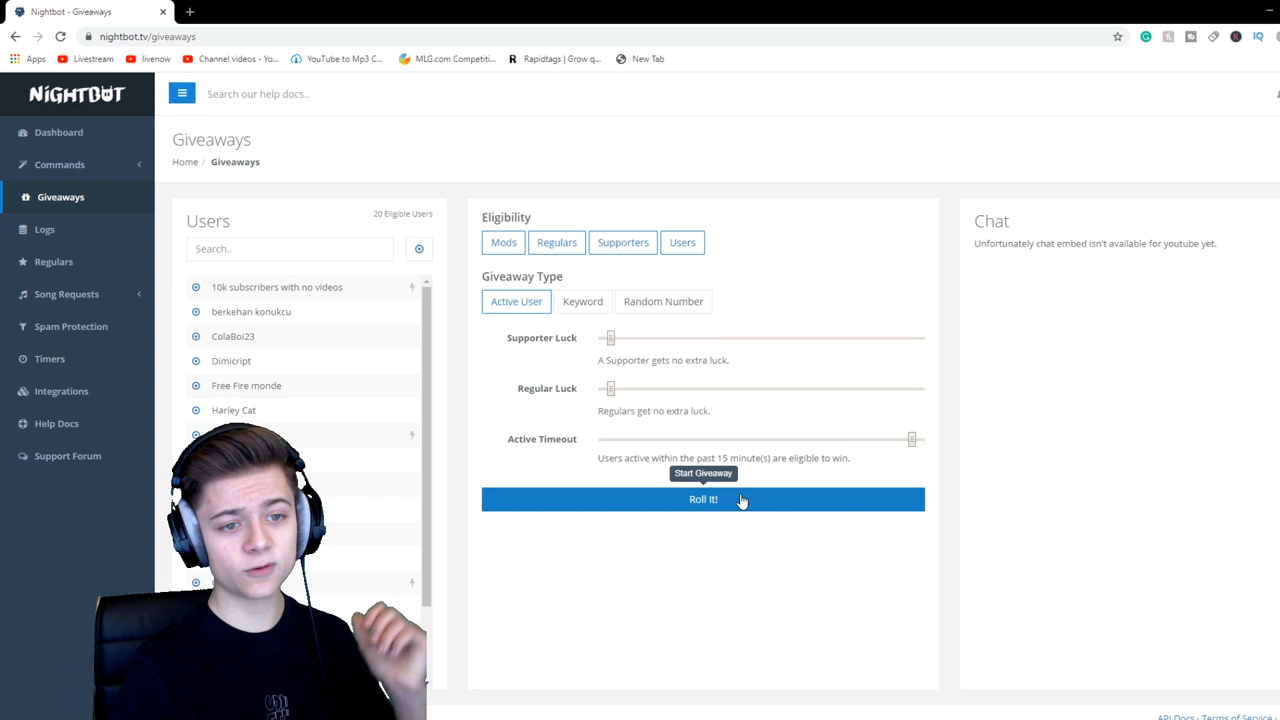 Nightbot - Giveaways
nightbot.tv/giveaways
Apps
Livestream
livenow
Channel videos - Yo...
YouTube to Mp3 C...
MLG.com Competiti...
Rapidtags | Grow q...
New Tab
NIGHTBOT
Search our help docs..
Dashboard
Commands
Giveaways
Logs
Regulars
Song Requests
Spam Protection
Timers
Integrations
Help Docs
Support Forum
Giveaways
Home / Giveaways
Users
20 Eligible Users
Search..
10k subscribers with no videos
berkehan konukcu
ColaBoi23
Dimicript
Free Fire monde
Harley Cat
Eligibility
Mods
Regulars
Supporters
Users
Giveaway Type
Active User
Keyword
Random Number
Supporter Luck
A Supporter gets no extra luck.
Regular Luck
Regulars get no extra luck.
Active Timeout
Users active within the past 15 minute(s) are eligible to win.
Start Giveaway
Roll It!
Chat
Unfortunately chat embed isn't available for youtube yet.
API Docs - Terms of Service -